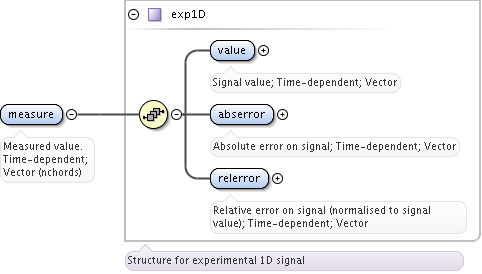 exp1D
value
Signal value; Time-dependent; Vector
measure
abserror
Measured value.
Time-dependent;
Vector (nchords)
Absolute error on signal; Time-dependent; Vector
relerror
Relative error on signal (normalised to signal
value); Time-dependent; Vector
Structure for experimental 1D signal